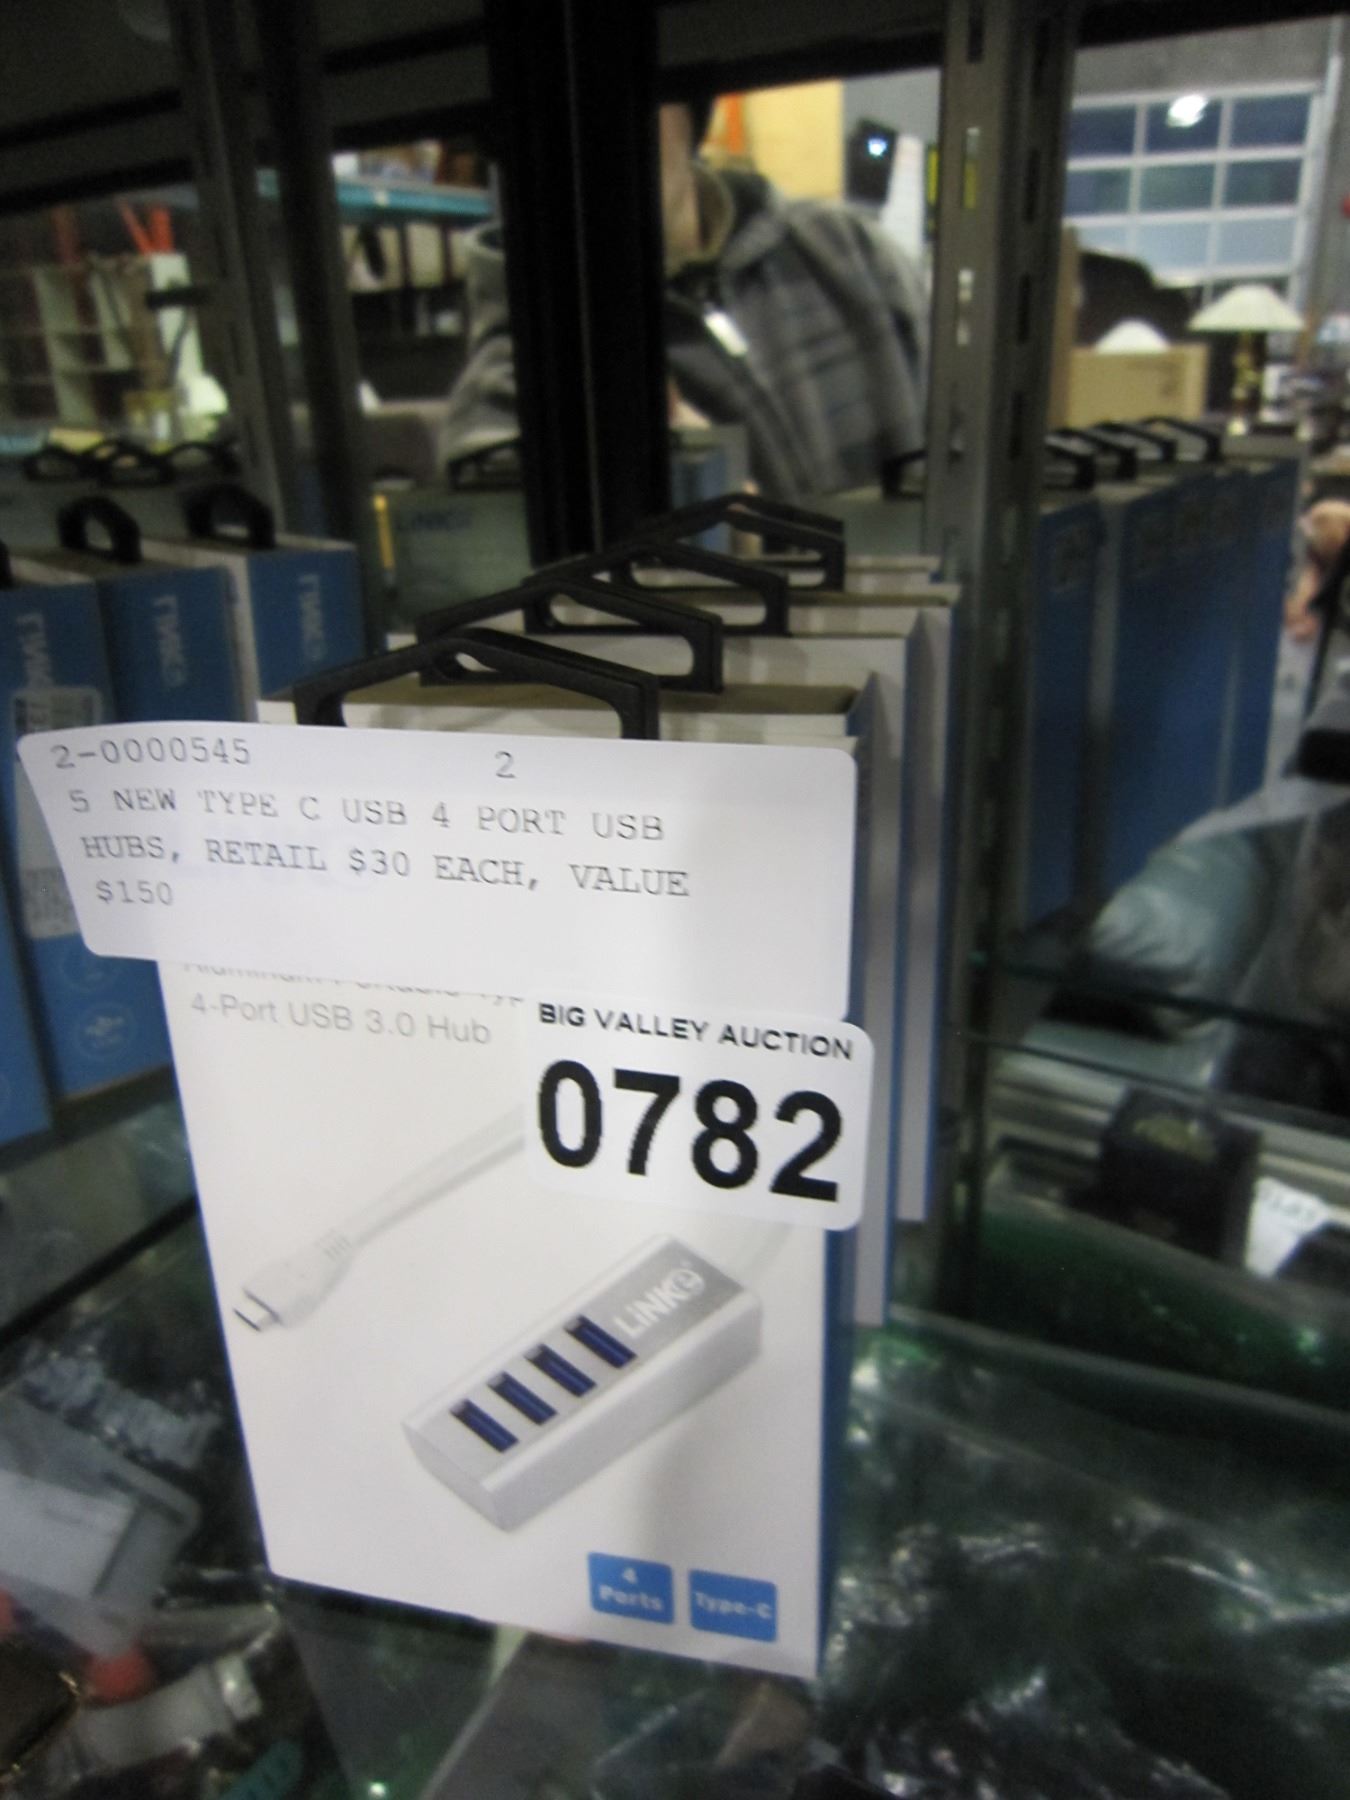 2-0000545 2
5 NEW TYPE C USB 4 PORT USB
HUBS, RETAIL $30 EACH, VALUE
$150
4-Port USB 3.0 Hub
BIG VALLEY AUCTION
0782
LINKQ
4
Ports
Type-C